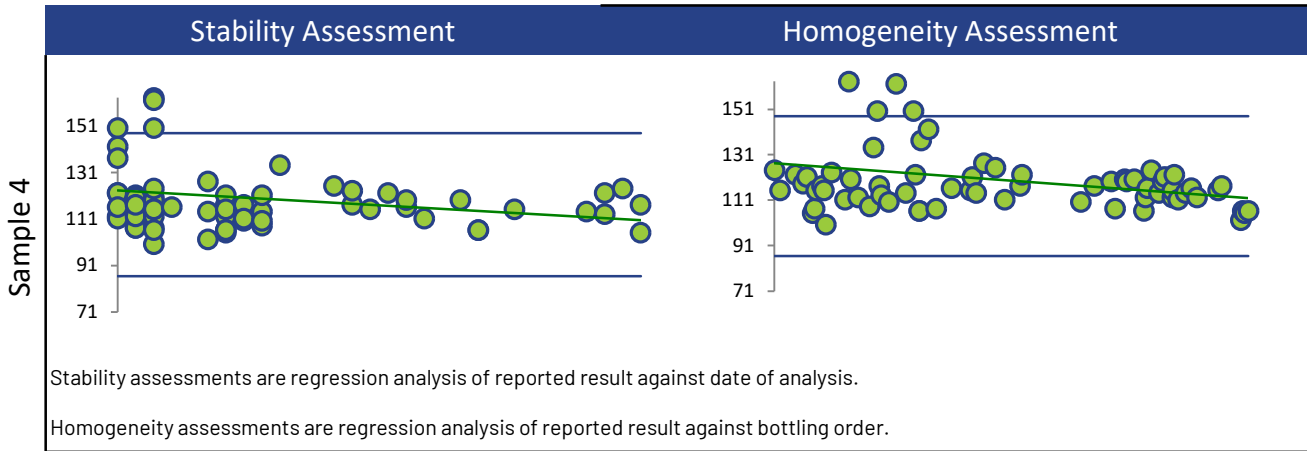 Stability Assessment
Homogeneity Assessment
Sample 4
151
131
111
91
71
151
131
111
91
71
Stability assessments are regression analysis of reported result against date of analysis.
Homogeneity assessments are regression analysis of reported result against bottling order.